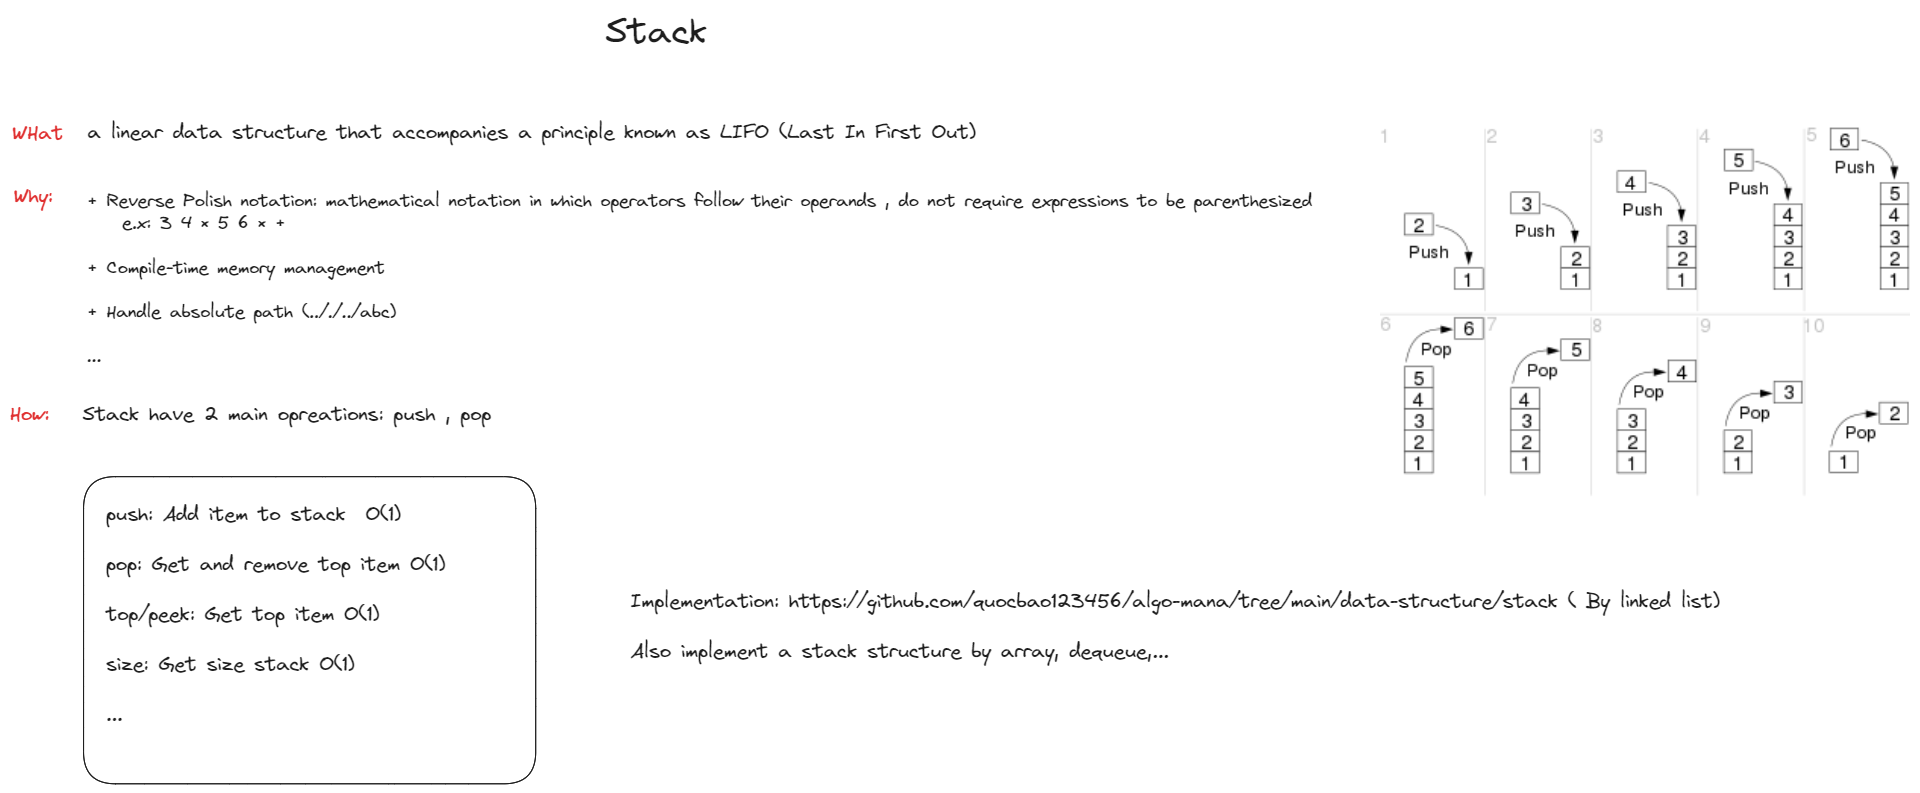 Stack
WHat a linear data structure that accompanies a principle known as LIFO (Last In First Out)
Why: + Reverse Polish notation: mathematical notation in which operators follow their operands , do not require expressions to be parenthesized
e.x: 3 4 × 5 6 × +
+ Compile-time memory management
+ Handle absolute path (.././../abc)
...
How: Stack have 2 main opreations: push , pop
push: Add item to stack O(1)
pop: Get and remove top item O(1)
top/peek: Get top item O(1)
size: Get size stack O(1)
...
Implementation: https://github.com/quocbao123456/algo-mana/tree/main/data-structure/stack ( By linked list)
Also implement a stack structure by array, dequeue,...
1
2
Push
1
2
3
Push
2
1
3
4
Push
3
2
1
4
5
Push
4
3
2
1
5
6
Push
5
4
3
2
1
6
6
Pop
5
4
3
2
1
7
5
Pop
4
3
2
1
8
4
Pop
3
2
1
9
3
Pop
2
1
10
2
Pop
1